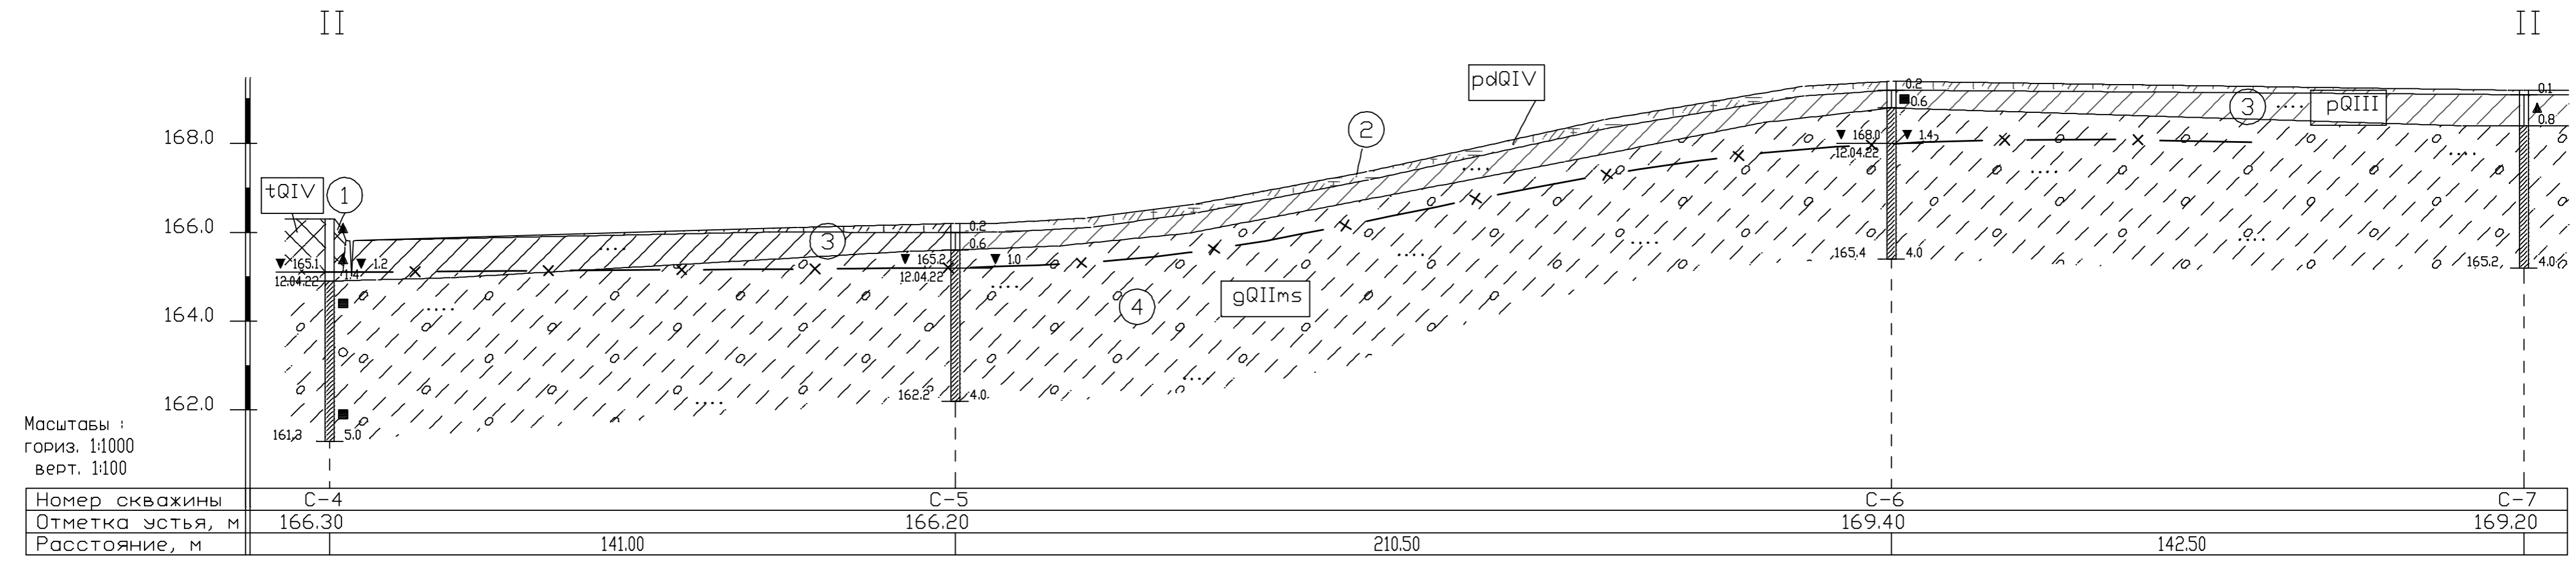 II II
pdQIV
0.2 0.1
0.6 3 pQIII
0.8
2
168.0 168.0 1.4
12.04.22
tQIV 1
166.0 0.2
3 0.6
165.1 1.2 165.2 1.0 165.4 4.0 165.2 4.0
12.04.22 1.4 12.04.22
4 gQIIms
164.0
162.0 162.2 4.0
161.3 5.0
Масштабы :
гориз. 1:1000
верт. 1:100
Номер скважины С-4 С-5 С-6 С-7
Отметка устья, м 166.30 166.20 169.40 169.20
Расстояние, м 141.00 210.50 142.50